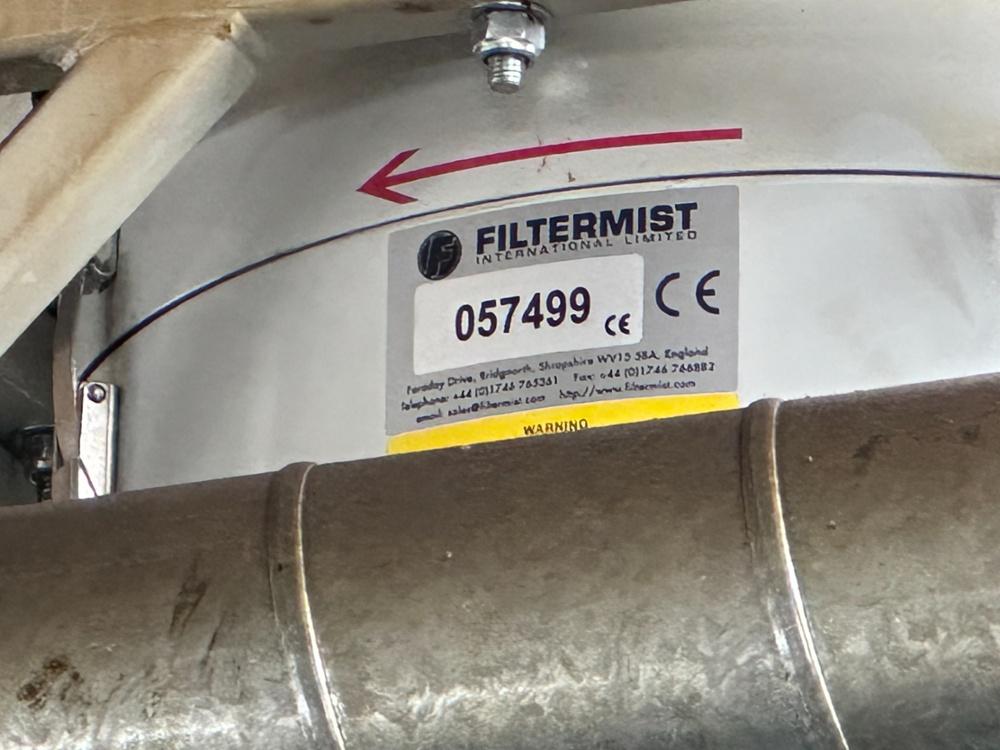 F FILTERMIST
INTERNATIONAL LIMITED
057499 CE
CE
Faraday Drive, Bridgnorth, Shropshire WV15 5BA, England
Telephone: +44 (0)1746 765361 Fax: +44 (0)1746 766882
email: sales@filtermist.com http://www.filtermist.com
WARNING